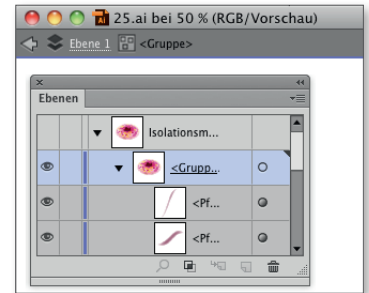 25.ai bei 50 % (RGB/Vorschau)
Ebene 1 <Gruppe>
Ebenen
Isolationsm...
<Grupp...
<Pf...
<Pf...